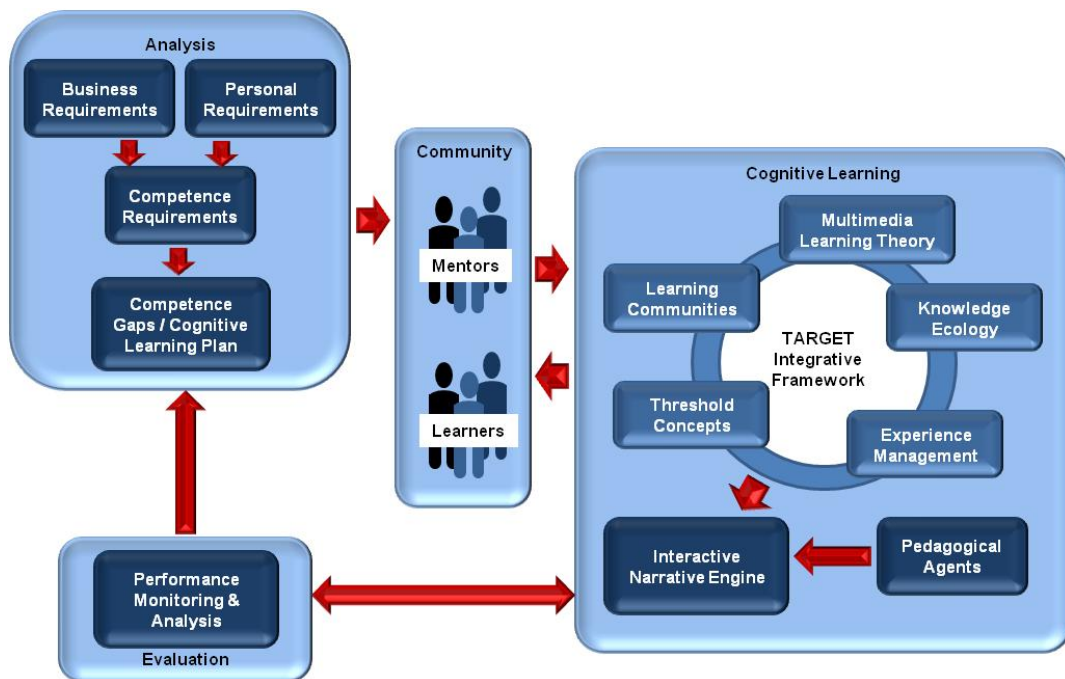 Analysis
Business
Requirements
Personal
Requirements
Competence
Requirements
Competence
Gaps / Cognitive
Learning Plan
Community
Mentors
Learners
Cognitive Learning
Multimedia
Learning Theory
Learning
Communities
Knowledge
Ecology
TARGET
Integrative
Framework
Threshold
Concepts
Experience
Management
Interactive
Narrative Engine
Pedagogical
Agents
Performance
Monitoring &
Analysis
Evaluation